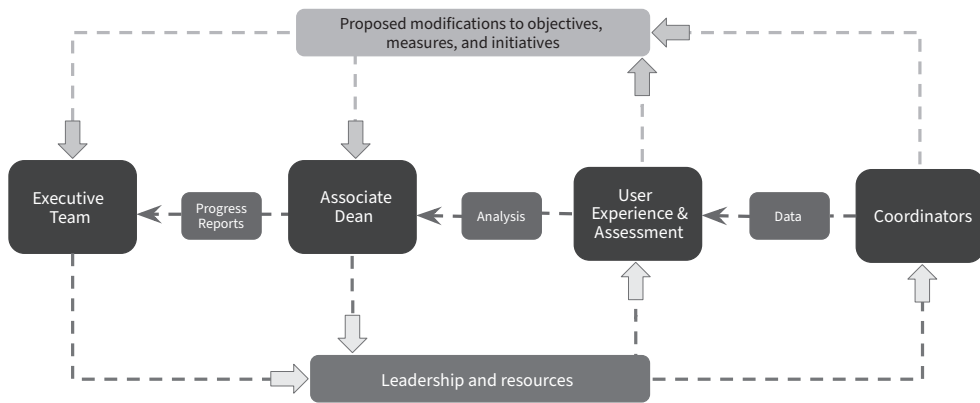 Proposed modifications to objectives,
measures, and initiatives
Executive
Team
Progress
Reports
Associate
Dean
Analysis
User
Experience &
Assessment
Data
Coordinators
Leadership and resources